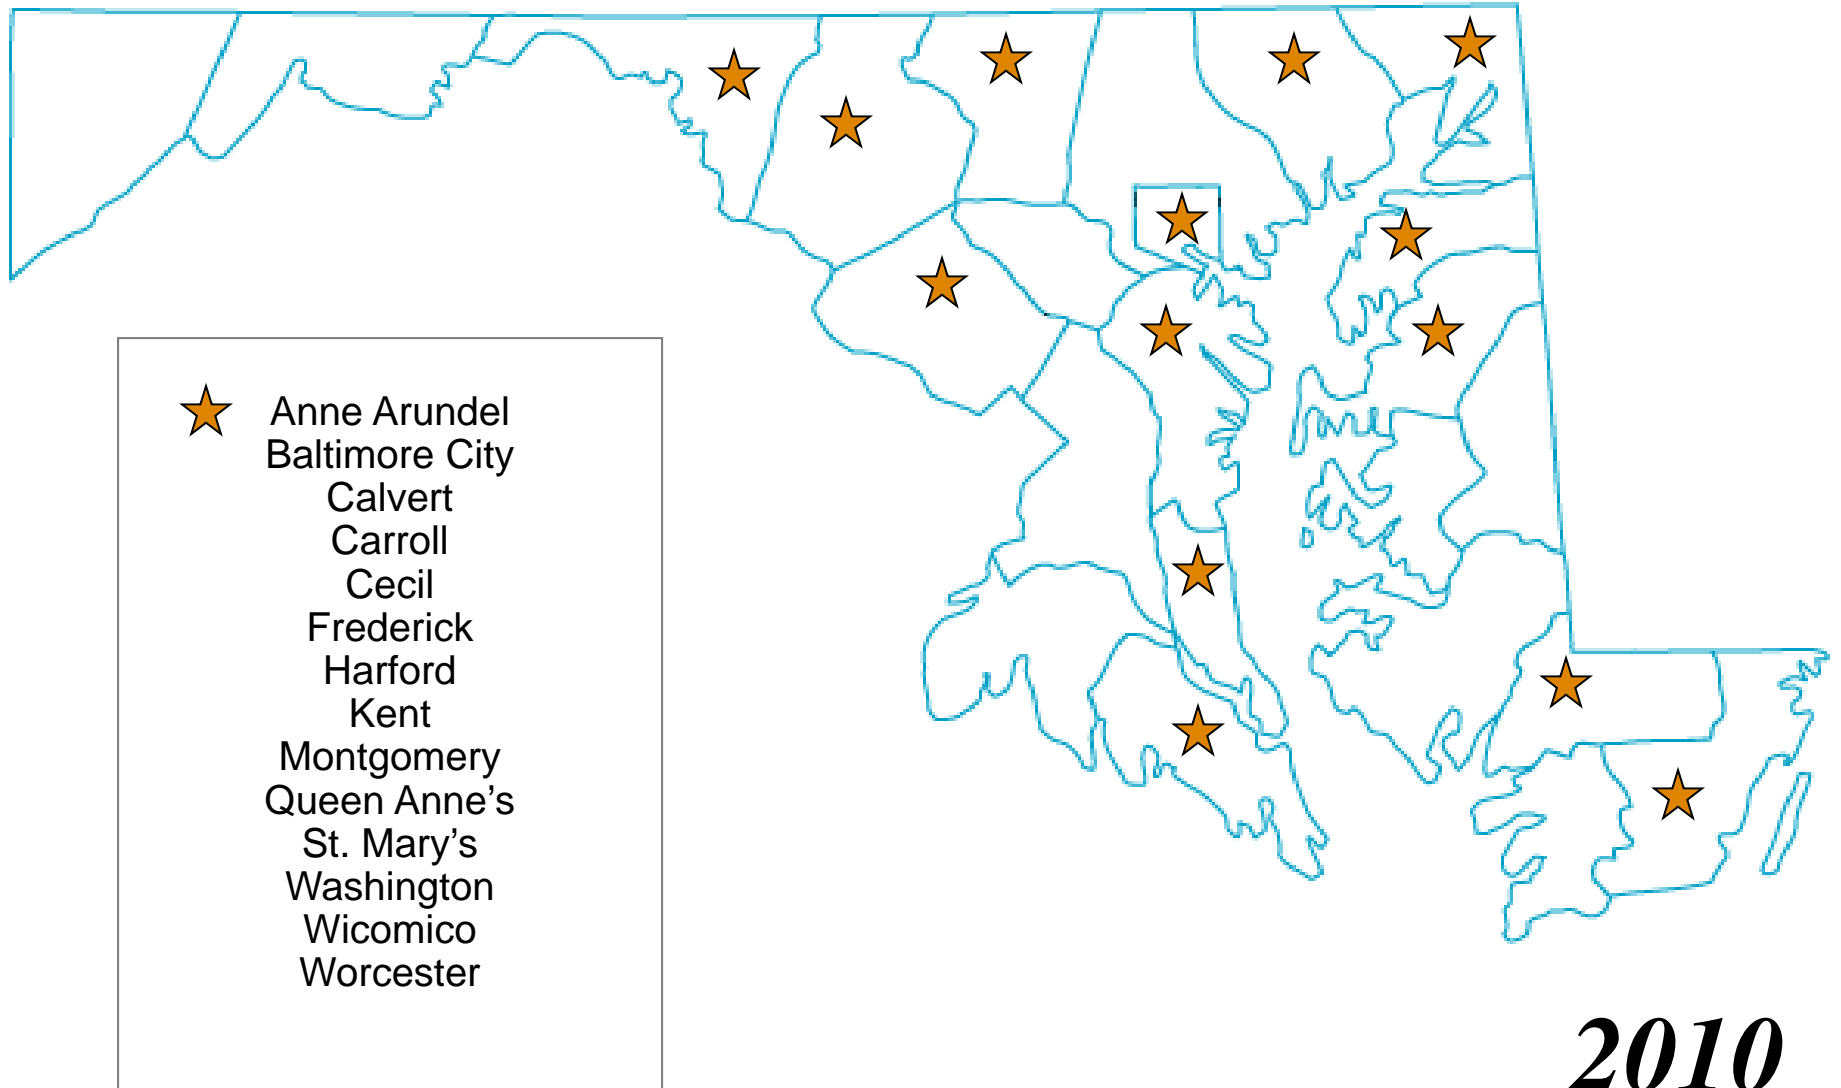 Anne Arundel
Baltimore City
Calvert
Carroll
Cecil
Frederick
Harford
Kent
Montgomery
Queen Anne’s
St. Mary’s
Washington
Wicomico
Worcester
2010